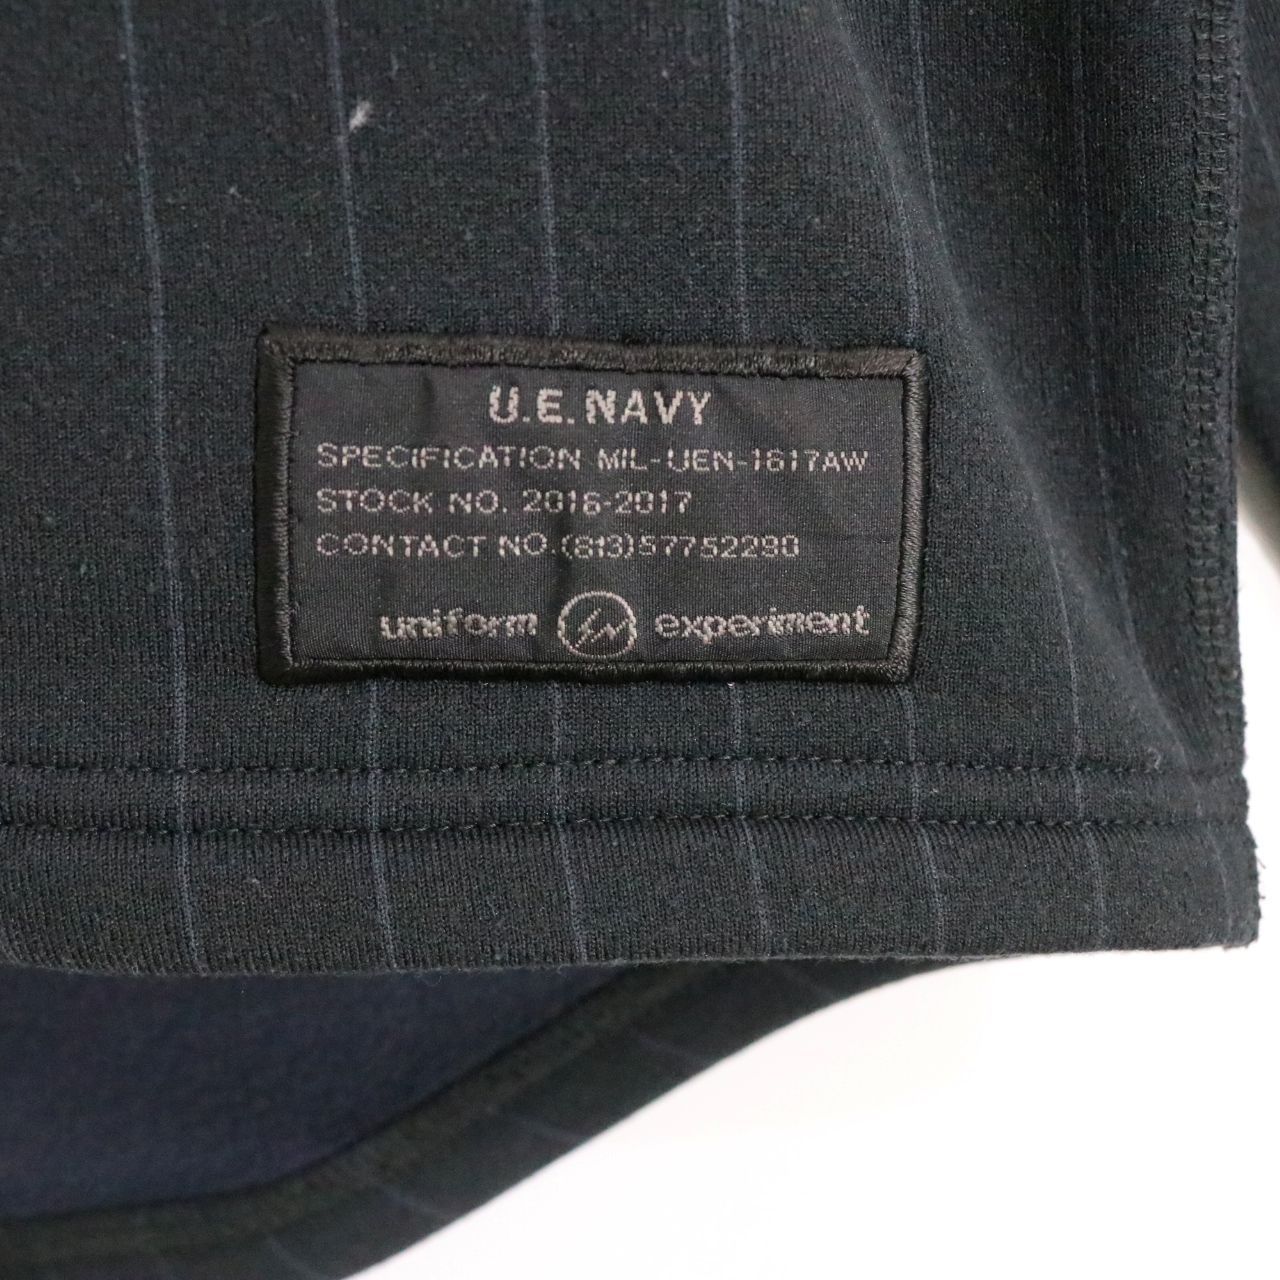 U.E. NAVY
SPECIFICATION MIL-UEN-1617AW
STOCK NO. 2016-2017
CONTACT NO. (813)57752290
uniform experiment